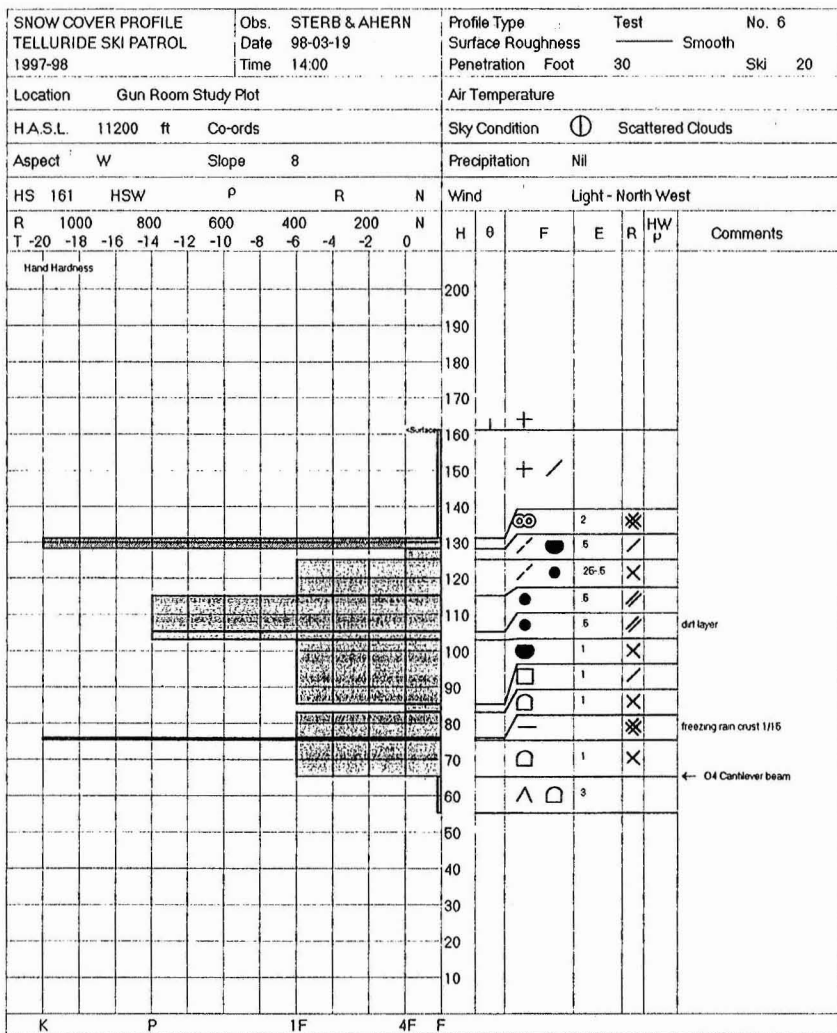 SNOW COVER PROFILE Obs. STERB & AHERN Profile Type Test No. 6
TELLURIDE SKI PATROL Date 98-03-19 Surface Roughness Smooth
1997-98 Time 14:00 Penetration Foot 30 Ski 20
Location Gun Room Study Plot Air Temperature
H.A.S.L. 11200 ft Co-ords Sky Condition Scattered Clouds
Aspect W Slope 8 Precipitation Nil
HS 161 HSW ρ R N Wind Light - North West
R 1000 800 600 400 200 N H θ F E R HW ρ Comments
T -20 -18 -16 -14 -12 -10 -8 -6 -4 -2 0
Hand Hardness
200
190
180
170
<Surface
160
150
140
2
130 .5
120 .25-.5
.5
110
.5 dirt layer
100 1
1
90
1
80 freezing rain crust 1/16
70 1
← O4 Cantilever beam
60 3
50
40
30
20
10
K P 1F 4F F